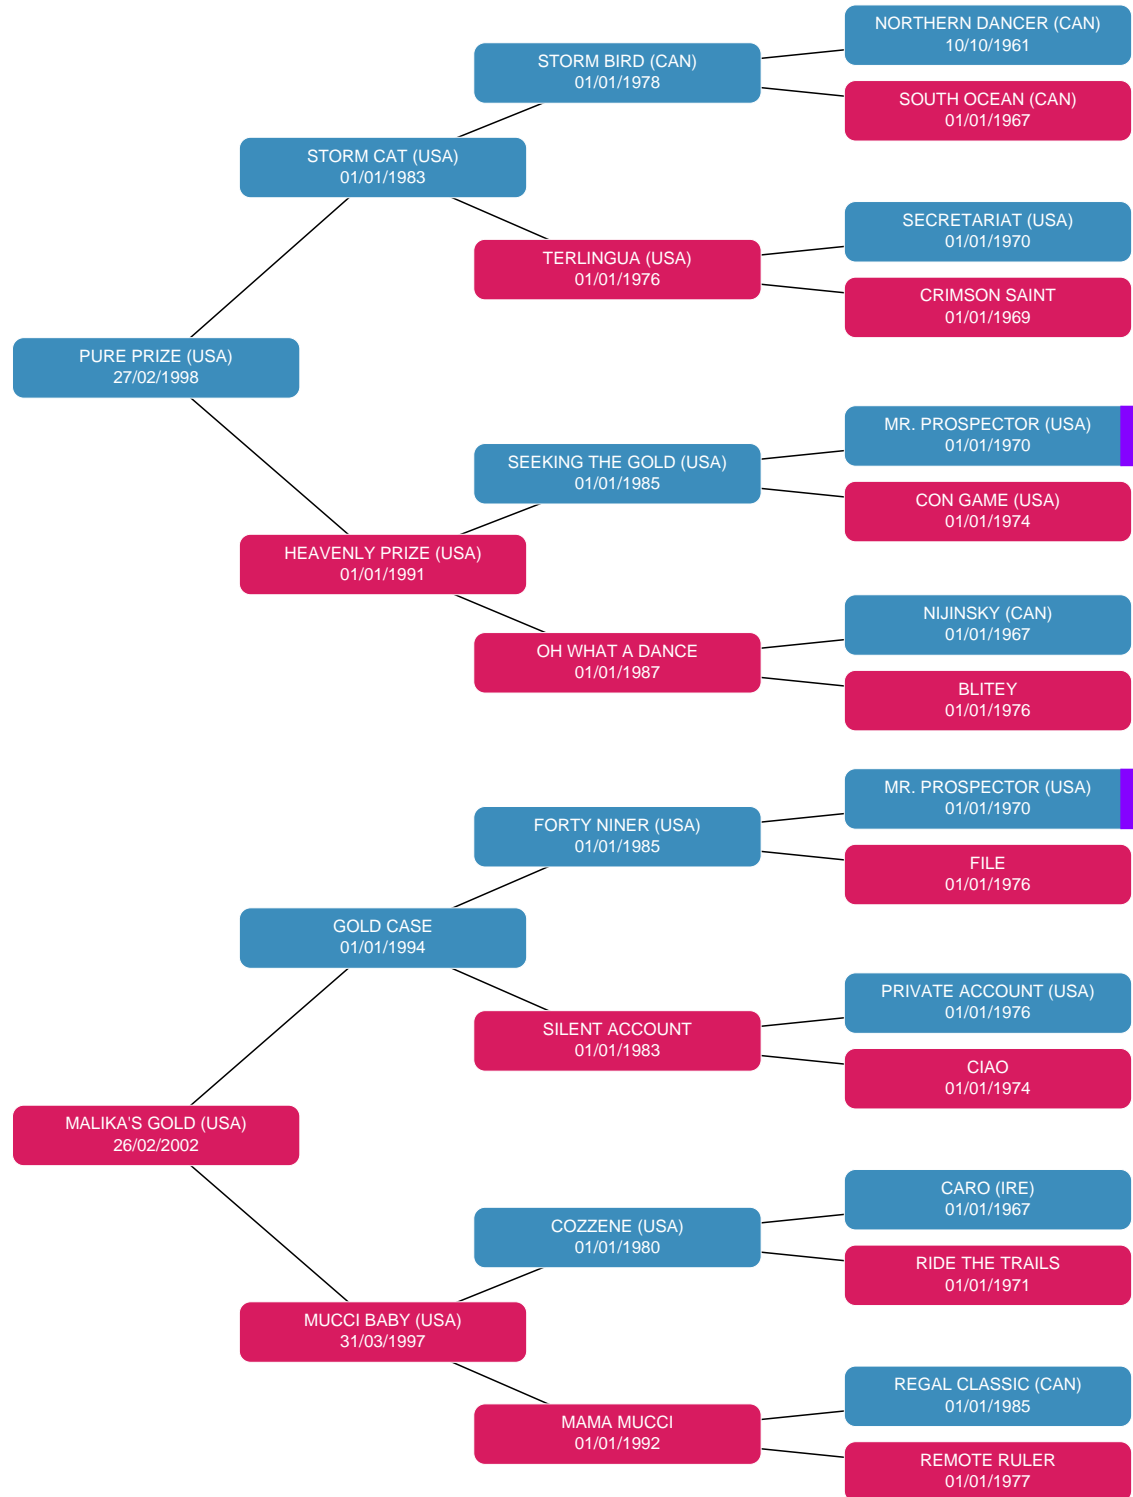 NORTHERN DANCER (CAN)
10/10/1961
STORM BIRD (CAN)
01/01/1978
SOUTH OCEAN (CAN)
01/01/1967
STORM CAT (USA)
01/01/1983
SECRETARIAT (USA)
01/01/1970
TERLINGUA (USA)
01/01/1976
CRIMSON SAINT
01/01/1969
PURE PRIZE (USA)
27/02/1998
MR. PROSPECTOR (USA)
01/01/1970
SEEKING THE GOLD (USA)
01/01/1985
CON GAME (USA)
01/01/1974
HEAVENLY PRIZE (USA)
01/01/1991
NIJINSKY (CAN)
01/01/1967
OH WHAT A DANCE
01/01/1987
BLITEY
01/01/1976
MR. PROSPECTOR (USA)
01/01/1970
FORTY NINER (USA)
01/01/1985
FILE
01/01/1976
GOLD CASE
01/01/1994
PRIVATE ACCOUNT (USA)
01/01/1976
SILENT ACCOUNT
01/01/1983
CIAO
01/01/1974
MALIKA'S GOLD (USA)
26/02/2002
CARO (IRE)
01/01/1967
COZZENE (USA)
01/01/1980
RIDE THE TRAILS
01/01/1971
MUCCI BABY (USA)
31/03/1997
REGAL CLASSIC (CAN)
01/01/1985
MAMA MUCCI
01/01/1992
REMOTE RULER
01/01/1977